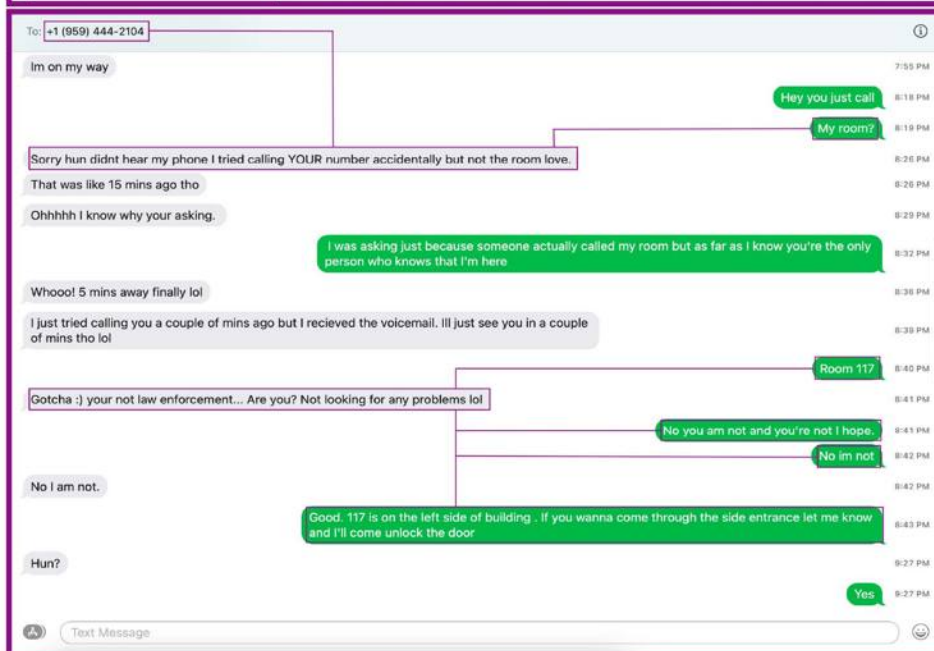 To: +1 (959) 444-2104
Im on my way
7:55 PM
Hey you just call
8:18 PM
My room?
8:19 PM
Sorry hun didnt hear my phone I tried calling YOUR number accidentally but not the room love.
8:26 PM
That was like 15 mins ago tho
8:26 PM
Ohhhhh I know why your asking.
8:29 PM
I was asking just because someone actually called my room but as far as I know you're the only
person who knows that I'm here
8:32 PM
Whooo! 5 mins away finally lol
8:36 PM
I just tried calling you a couple of mins ago but I recieved the voicemail. Ill just see you in a couple
of mins tho lol
8:39 PM
Room 117
8:40 PM
Gotcha :) your not law enforcement... Are you? Not looking for any problems lol
8:41 PM
No you am not and you're not I hope.
8:41 PM
No im not
8:42 PM
No I am not.
8:42 PM
Good. 117 is on the left side of building . If you wanna come through the side entrance let me know
and I'll come unlock the door
8:43 PM
Hun?
9:27 PM
Yes
9:27 PM
Text Message